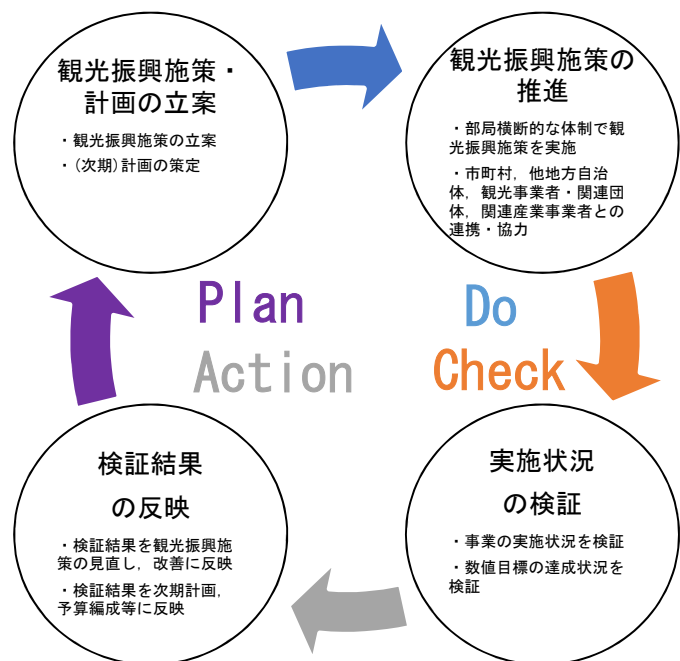 観光振興施策・
計画の立案
・観光振興施策の立案
・(次期)計画の策定
観光振興施策の
推進
・部局横断的な体制で観
光振興施策を実施
・市町村，他地方自治
体，観光事業者・関連団
体，関連産業事業者との
連携・協力
Plan
Do
Action
Check
検証結果
の反映
・検証結果を観光振興施
策の見直し，改善に反映
・検証結果を次期計画，
予算編成等に反映
実施状況
の検証
・事業の実施状況を検証
・数値目標の達成状況を
検証